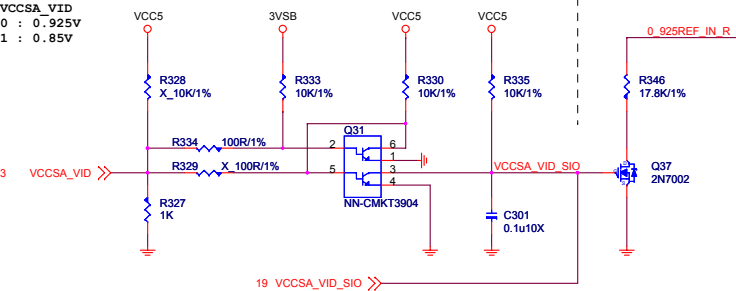 VCCSA_VID
0 : 0.925V
1 : 0.85V
VCC5
3VSB
VCC5
VCC5
0_925REF_IN_R
R328
X_10K/1%
R333
10K/1%
R330
10K/1%
R335
10K/1%
R346
17.8K/1%
R334
100R/1%
Q31
2
6
1
R329
X_100R/1%
5
3
4
NN-CMKT3904
VCCSA_VID_SIO
Q37
2N7002
3 VCCSA_VID
R327
1K
C301
0.1u10X
19 VCCSA_VID_SIO